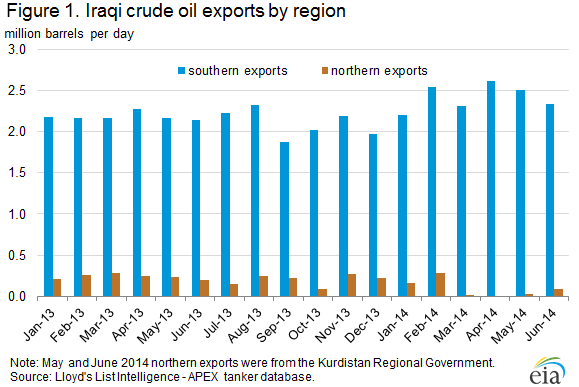 Figure 1. Iraqi crude oil exports by region
million barrels per day
3.0
southern exports northern exports
2.5
2.0
1.5
1.0
0.5
0.0
Jan-13 Feb-13 Mar-13 Apr-13 May-13 Jun-13 Jul-13 Aug-13 Sep-13 Oct-13 Nov-13 Dec-13 Jan-14 Feb-14 Mar-14 Apr-14 May-14 Jun-14
Note: May and June 2014 northern exports were from the Kurdistan Regional Government.
Source: Lloyd's List Intelligence - APEX tanker database.
eia